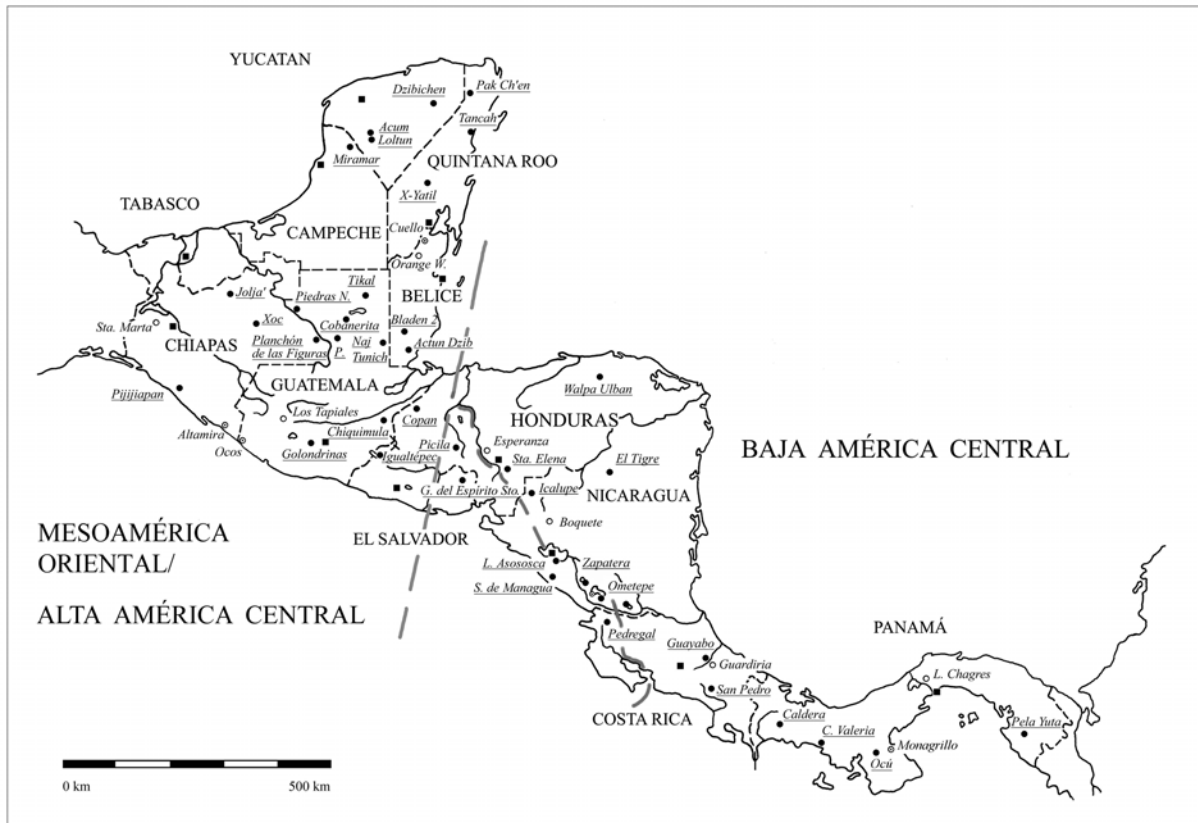 YUCATAN
Dzibichen
Pak Ch'en
Acum
Loltun
Tancah
Miramar
QUINTANA ROO
X-Yatil
TABASCO
Cuello
CAMPECHE
Orange W.
Tikal
Jolja'
Piedras N.
BELICE
Sta. Marta
Xoc
Cobanerita
Bladen 2
CHIAPAS
Planchón
de las Figuras
P.
Naj
Tunich
Actun Dzib
GUATEMALA
Walpa Ulban
Pijijiapan
Los Tapiales
Copan
HONDURAS
Altamira
Chiquimula
Ocos
Golondrinas
Igualtépec
Picila
Esperanza
Sta. Elena
El Tigre
BAJA AMÉRICA CENTRAL
G. del Espírito Sto.
Icalupe
NICARAGUA
Boquete
EL SALVADOR
MESOAMÉRICA
ORIENTAL/
ALTA AMÉRICA CENTRAL
L. Asososca
Zapatera
S. de Managua
Ometepe
Pedregal
PANAMÁ
Guayabo
Guardiria
L. Chagres
San Pedro
COSTA RICA
Caldera
C. Valeria
Pela Yuta
Monagrillo
Ocú
0 km
500 km